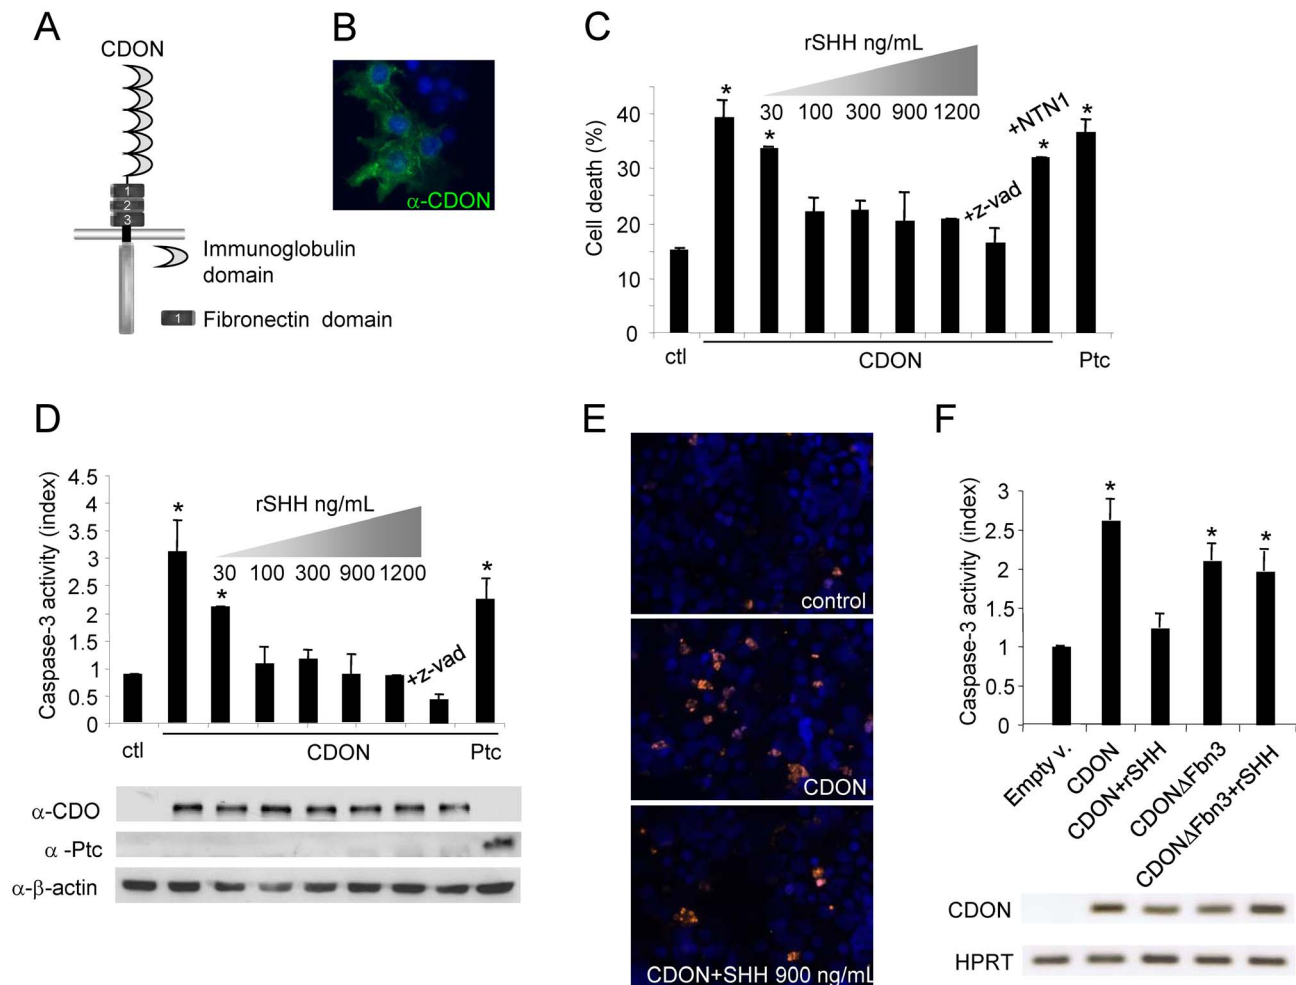 A
CDON
1
2
3
Immunoglobulin
domain
1 Fibronectin domain
B
α-CDON
C
rSHH ng/mL
30 100 300 900 1200
+z-vad
+NTN1
* * * *
Cell death (%)
40
30
20
10
0
ctl CDON Ptc
D
rSHH ng/mL
30 100 300 900 1200
+z-vad
* * *
Caspase-3 activity (index)
4.5
4
3.5
3
2.5
2
1.5
1
0.5
0
ctl CDON Ptc
α-CDO
α -Ptc
α-β-actin
E
control
CDON
CDON+SHH 900 ng/mL
F
* * *
Caspase-3 activity (index)
3
2.5
2
1.5
1
0.5
0
Empty v.
CDON
CDON+rSHH
CDONΔFbn3
CDONΔFbn3+rSHH
CDON
HPRT